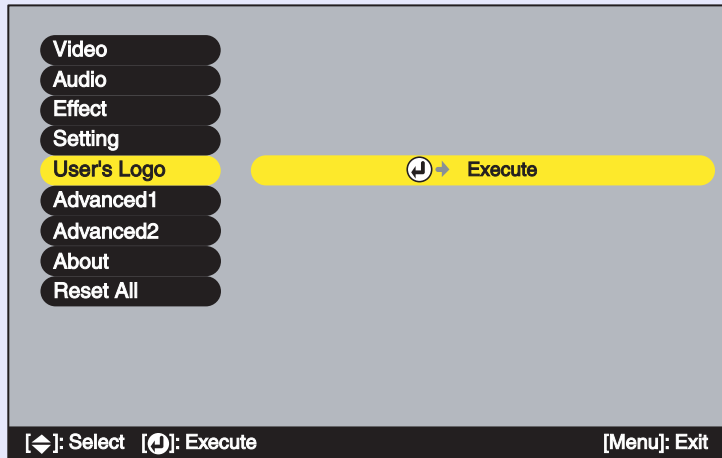 Video
Audio
Effect
Setting
User's Logo Execute
Advanced1
Advanced2
About
Reset All
[]: Select []: Execute [Menu]: Exit